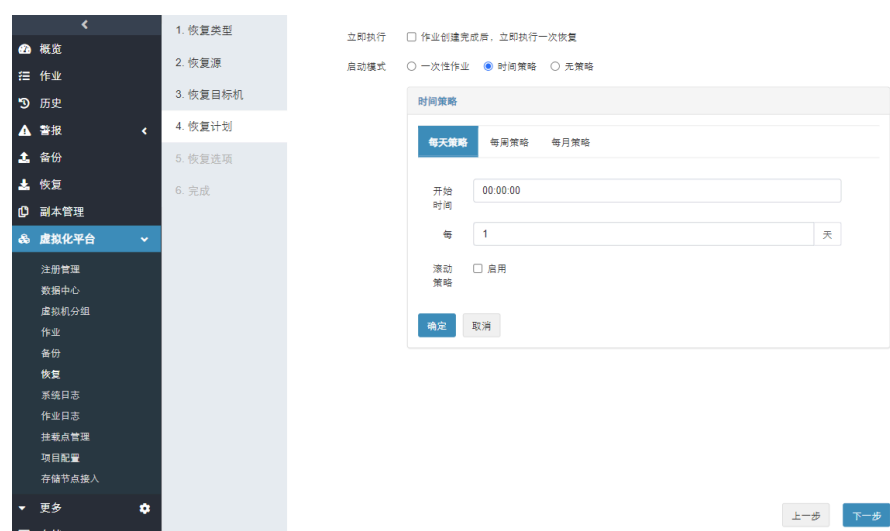 概览
作业
历史
警报
备份
恢复
副本管理
虚拟化平台
注册管理
数据中心
虚拟机分组
作业
备份
恢复
系统日志
作业日志
挂载点管理
项目配置
存储节点接入
更多
1. 恢复类型
2. 恢复源
3. 恢复目标机
4. 恢复计划
5. 恢复选项
6. 完成
立即执行 作业创建完成后，立即执行一次恢复
启动模式 一次性作业 时间策略 无策略
时间策略
每天策略 每周策略 每月策略
开始时间 00:00:00
每 1 天
滚动策略 启用
确定 取消
上一步 下一步